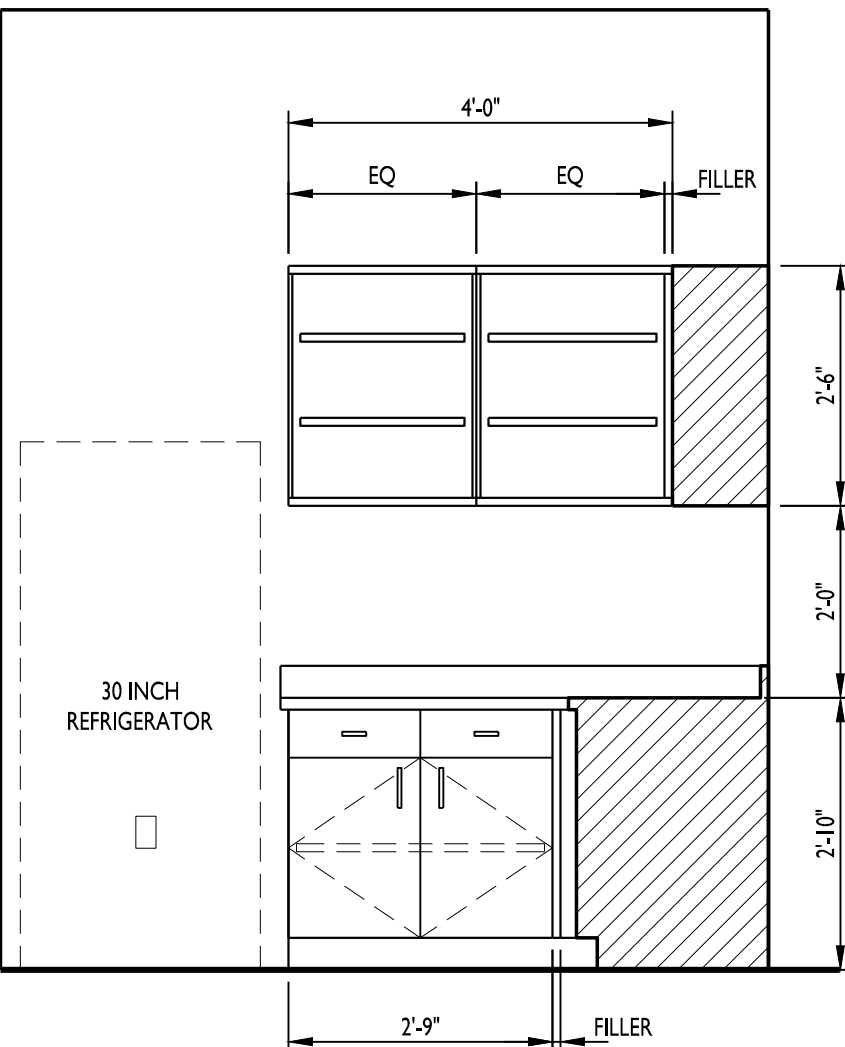 4'-0"
EQ
EQ
FILLER
2'-6"
2'-0"
30 INCH
REFRIGERATOR
2'-10"
2'-9"
FILLER